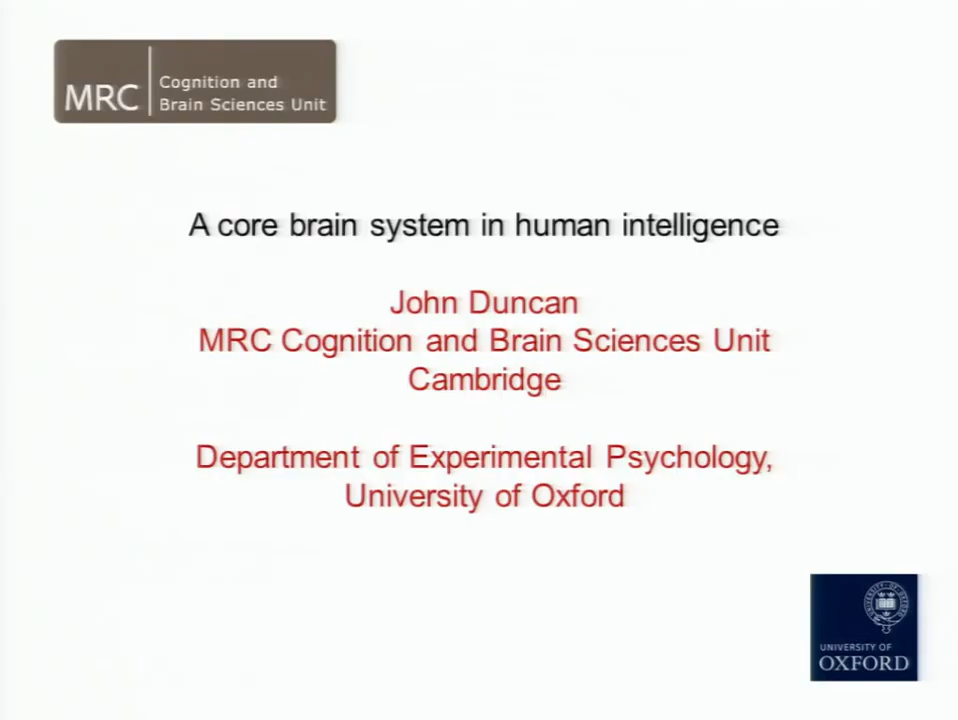 MRC
Cognition and
Brain Sciences Unit
A core brain system in human intelligence
John Duncan
MRC Cognition and Brain Sciences Unit
Cambridge
Department of Experimental Psychology,
University of Oxford
UNIVERSITY OF
OXFORD